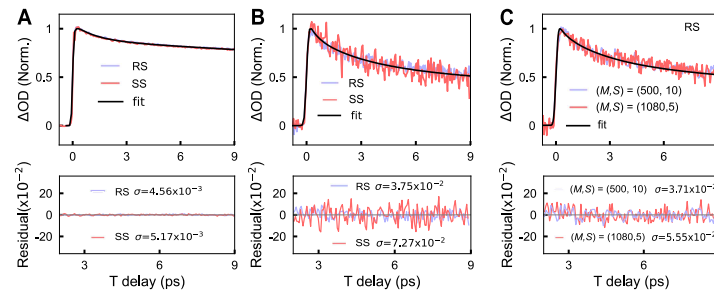 A
ΔOD (Norm.)
1
0.5
0
RS
SS
fit
0
3
6
9
Residual(x10⁻²)
20
0
-20
RS σ=4.56x10⁻³
SS σ=5.17x10⁻³
3
6
9
T delay (ps)
B
ΔOD (Norm.)
1
0.5
0
RS
SS
fit
0
3
6
9
Residual(x10⁻²)
20
0
-20
RS σ=3.75x10⁻²
SS σ=7.27x10⁻²
3
6
9
T delay (ps)
C
RS
ΔOD (Norm.)
1
0.5
0
(M,S) = (500, 10)
(M,S) = (1080,5)
fit
0
3
6
Residual(x10⁻²)
20
0
-20
(M,S) = (500, 10) σ=3.71x10⁻²
(M,S) = (1080,5) σ=5.55x10⁻²
3
6
T delay (ps)